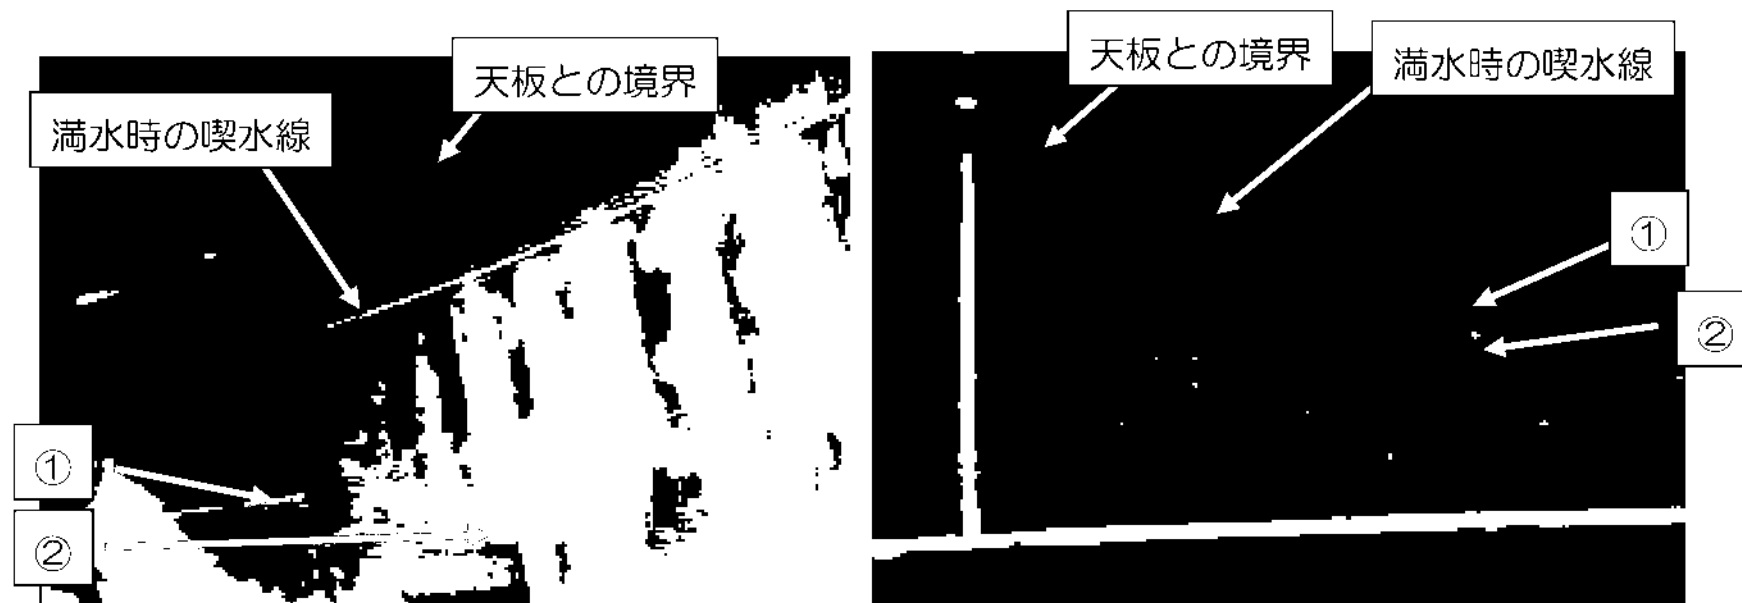 天板との境界
満水時の喫水線
①
②
天板との境界
満水時の喫水線
①
②